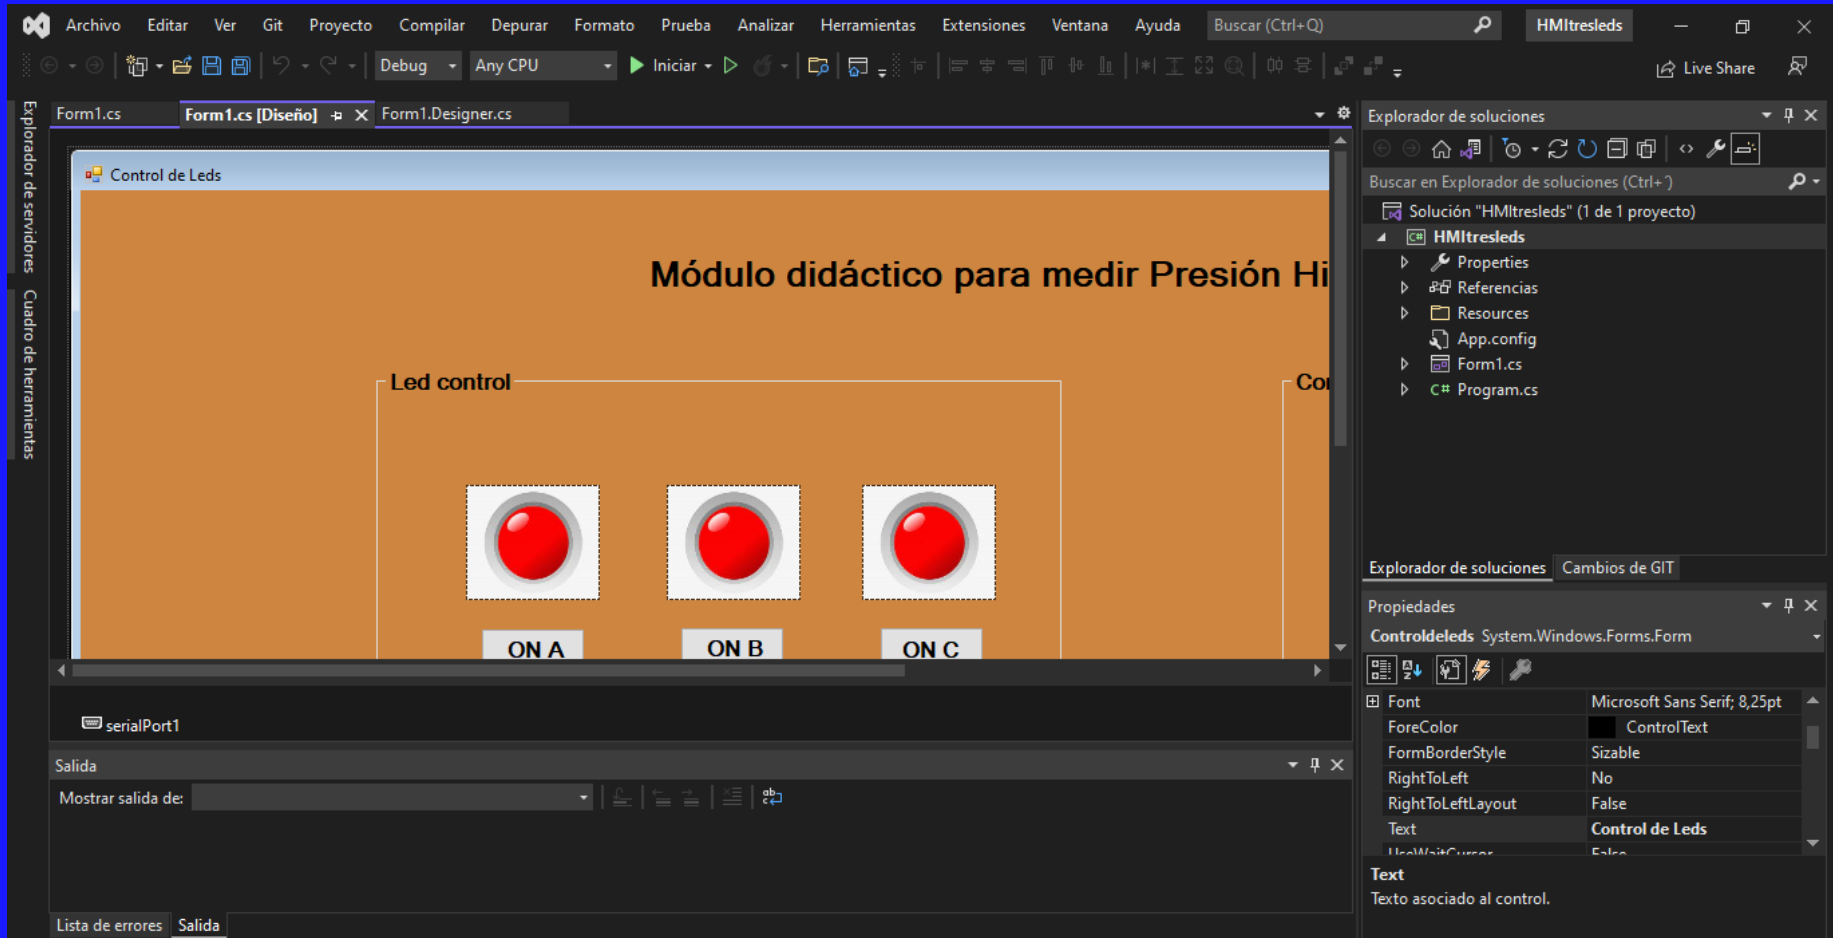 Archivo Editar Ver Git Proyecto Compilar Depurar Formato Prueba Analizar Herramientas Extensiones Ventana Ayuda Buscar (Ctrl+Q) HMItresleds
Debug Any CPU Iniciar Live Share
Explorador de servidores
Cuadro de herramientas
Form1.cs Form1.cs [Diseño] Form1.Designer.cs
Control de Leds
Módulo didáctico para medir Presión Hi
Led control
Co
ON A ON B ON C
serialPort1
Salida
Mostrar salida de:
Lista de errores Salida
Explorador de soluciones
Buscar en Explorador de soluciones (Ctrl+´)
Solución "HMItresleds" (1 de 1 proyecto)
C# HMItresleds
Properties
Referencias
Resources
App.config
Form1.cs
C# Program.cs
Explorador de soluciones Cambios de GIT
Propiedades
Controldeleds System.Windows.Forms.Form
Font Microsoft Sans Serif; 8,25pt
ForeColor ControlText
FormBorderStyle Sizable
RightToLeft No
RightToLeftLayout False
Text Control de Leds
UseWaitCursor False
Text
Texto asociado al control.